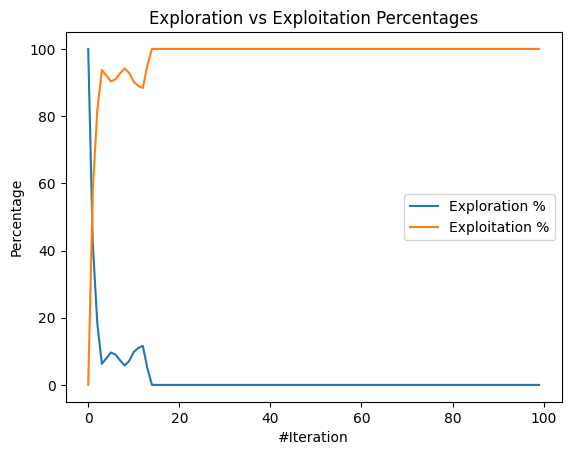 Exploration vs Exploitation Percentages
100
80
60
40
20
0
Percentage
Exploration %
Exploitation %
0 20 40 60 80 100
#Iteration